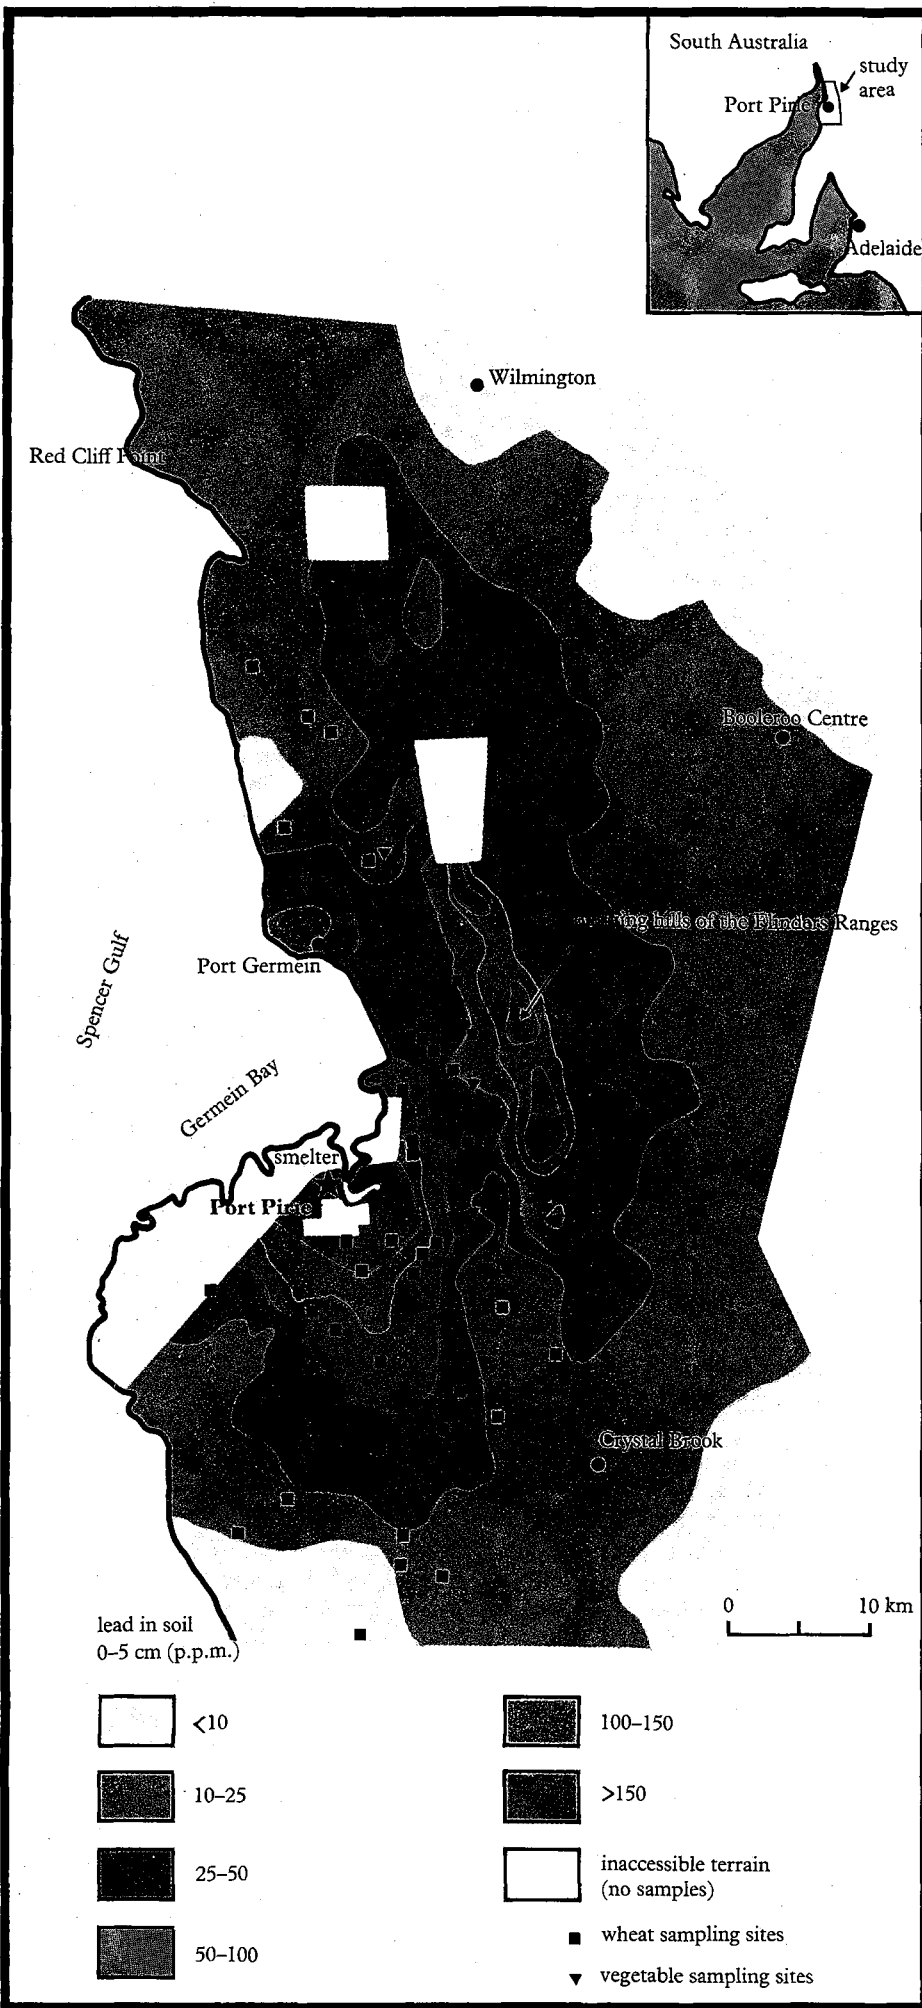 South Australia
study
area
Port Pirie
Adelaide
Wilmington
Red Cliff Point
Booleroo Centre
hills of the Flinders Ranges
Port Germein
Spencer Gulf
Germein Bay
smelter
Port Pirie
Crystal Brook
0 10 km
lead in soil
0–5 cm (p.p.m.)
<10
10–25
25–50
50–100
100–150
>150
inaccessible terrain
(no samples)
wheat sampling sites
vegetable sampling sites